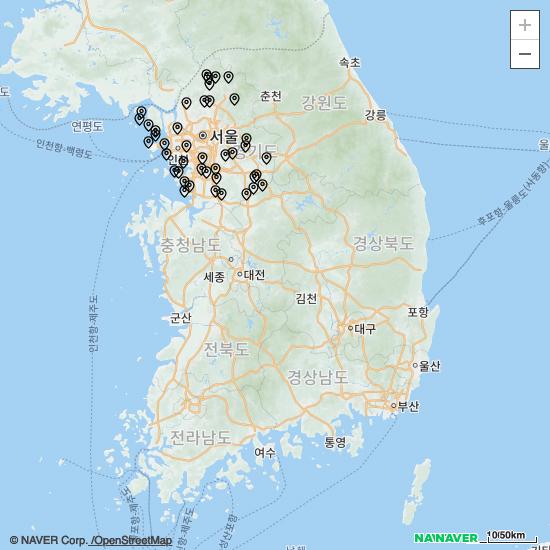 +
−
속초
춘천
강원도
강릉
연평도
서울
인천
경기도
인천항-백령도
울
후포항-울릉도(사동항)
충청남도
경상북도
세종
대전
김천
군산
포항
인천항-제주도
전북도
대구
경상남도
울산
부산
전라남도
여수
통영
© NAVER Corp. /OpenStreetMap
NAVER
NAVER
10/50km